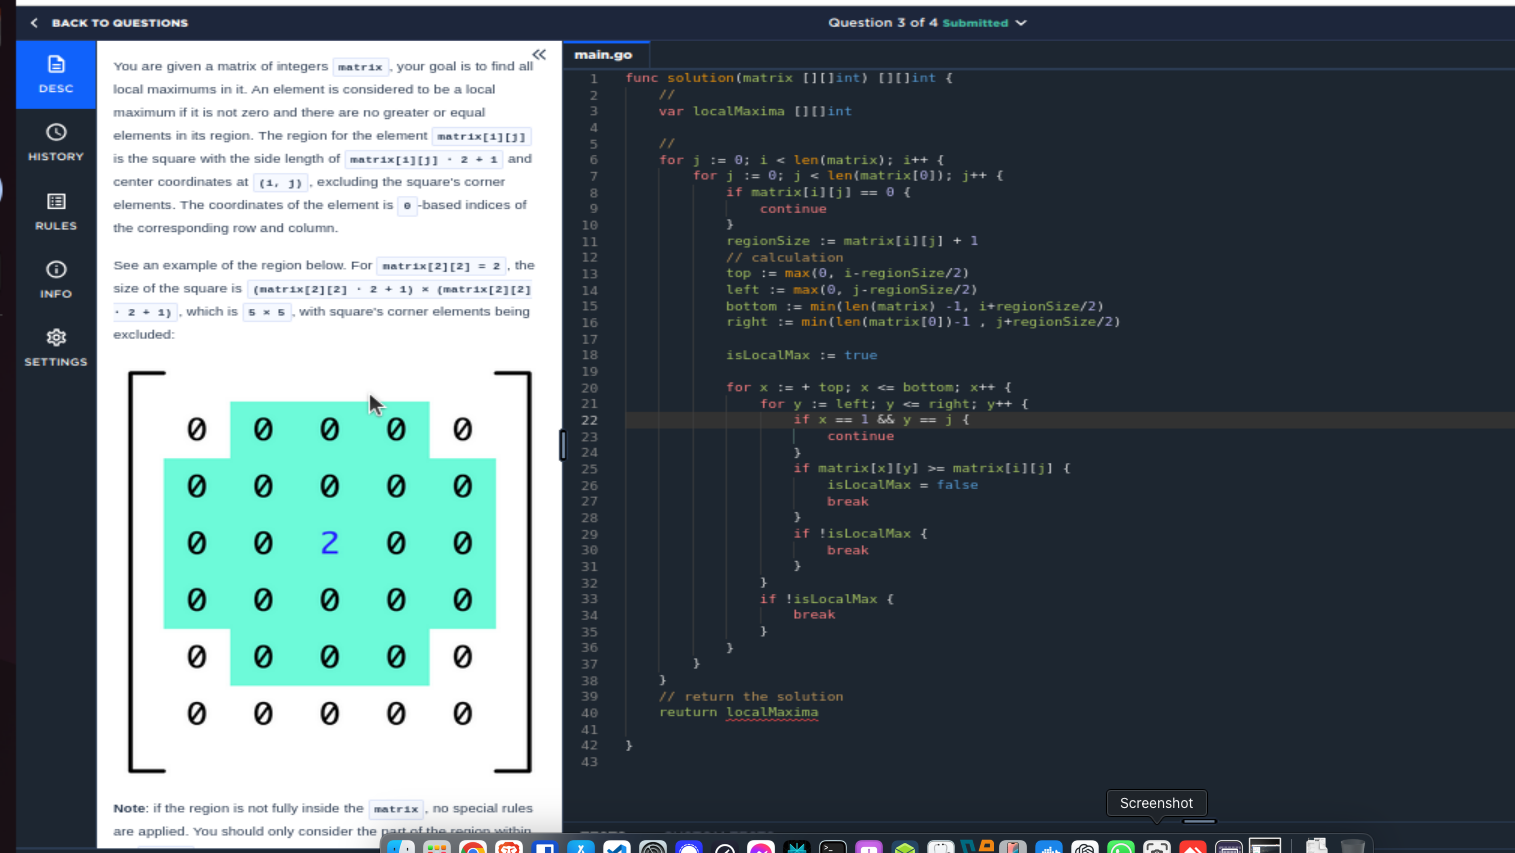 BACK TO QUESTIONS
Question 3 of 4 Submitted
DESC
HISTORY
RULES
INFO
SETTINGS
You are given a matrix of integers matrix , your goal is to find all
local maximums in it. An element is considered to be a local
maximum if it is not zero and there are no greater or equal
elements in its region. The region for the element matrix[i][j]
is the square with the side length of matrix[i][j] · 2 + 1 and
center coordinates at (i, j) , excluding the square's corner
elements. The coordinates of the element is 0 -based indices of
the corresponding row and column.
See an example of the region below. For matrix[2][2] = 2 , the
size of the square is (matrix[2][2] · 2 + 1) × (matrix[2][2]
· 2 + 1) , which is 5 × 5 , with square's corner elements being
excluded:
0 0 0 0 0
0 0 0 0 0
0 0 2 0 0
0 0 0 0 0
0 0 0 0 0
0 0 0 0 0
Note: if the region is not fully inside the matrix , no special rules
are applied. You should only consider the part of the region within
main.go
1 func solution(matrix [][]int) [][]int {
2 //
3 var localMaxima [][]int
4
5 //
6 for j := 0; i < len(matrix); i++ {
7 for j := 0; j < len(matrix[0]); j++ {
8 if matrix[i][j] == 0 {
9 continue
10 }
11 regionSize := matrix[i][j] + 1
12 // calculation
13 top := max(0, i-regionSize/2)
14 left := max(0, j-regionSize/2)
15 bottom := min(len(matrix) -1, i+regionSize/2)
16 right := min(len(matrix[0])-1 , j+regionSize/2)
17
18 isLocalMax := true
19
20 for x := + top; x <= bottom; x++ {
21 for y := left; y <= right; y++ {
22 if x == 1 && y == j {
23 continue
24 }
25 if matrix[x][y] >= matrix[i][j] {
26 isLocalMax = false
27 break
28 }
29 if !isLocalMax {
30 break
31 }
32 }
33 if !isLocalMax {
34 break
35 }
36 }
37 }
38 }
39 // return the solution
40 reuturn localMaxima
41
42 }
43
Screenshot